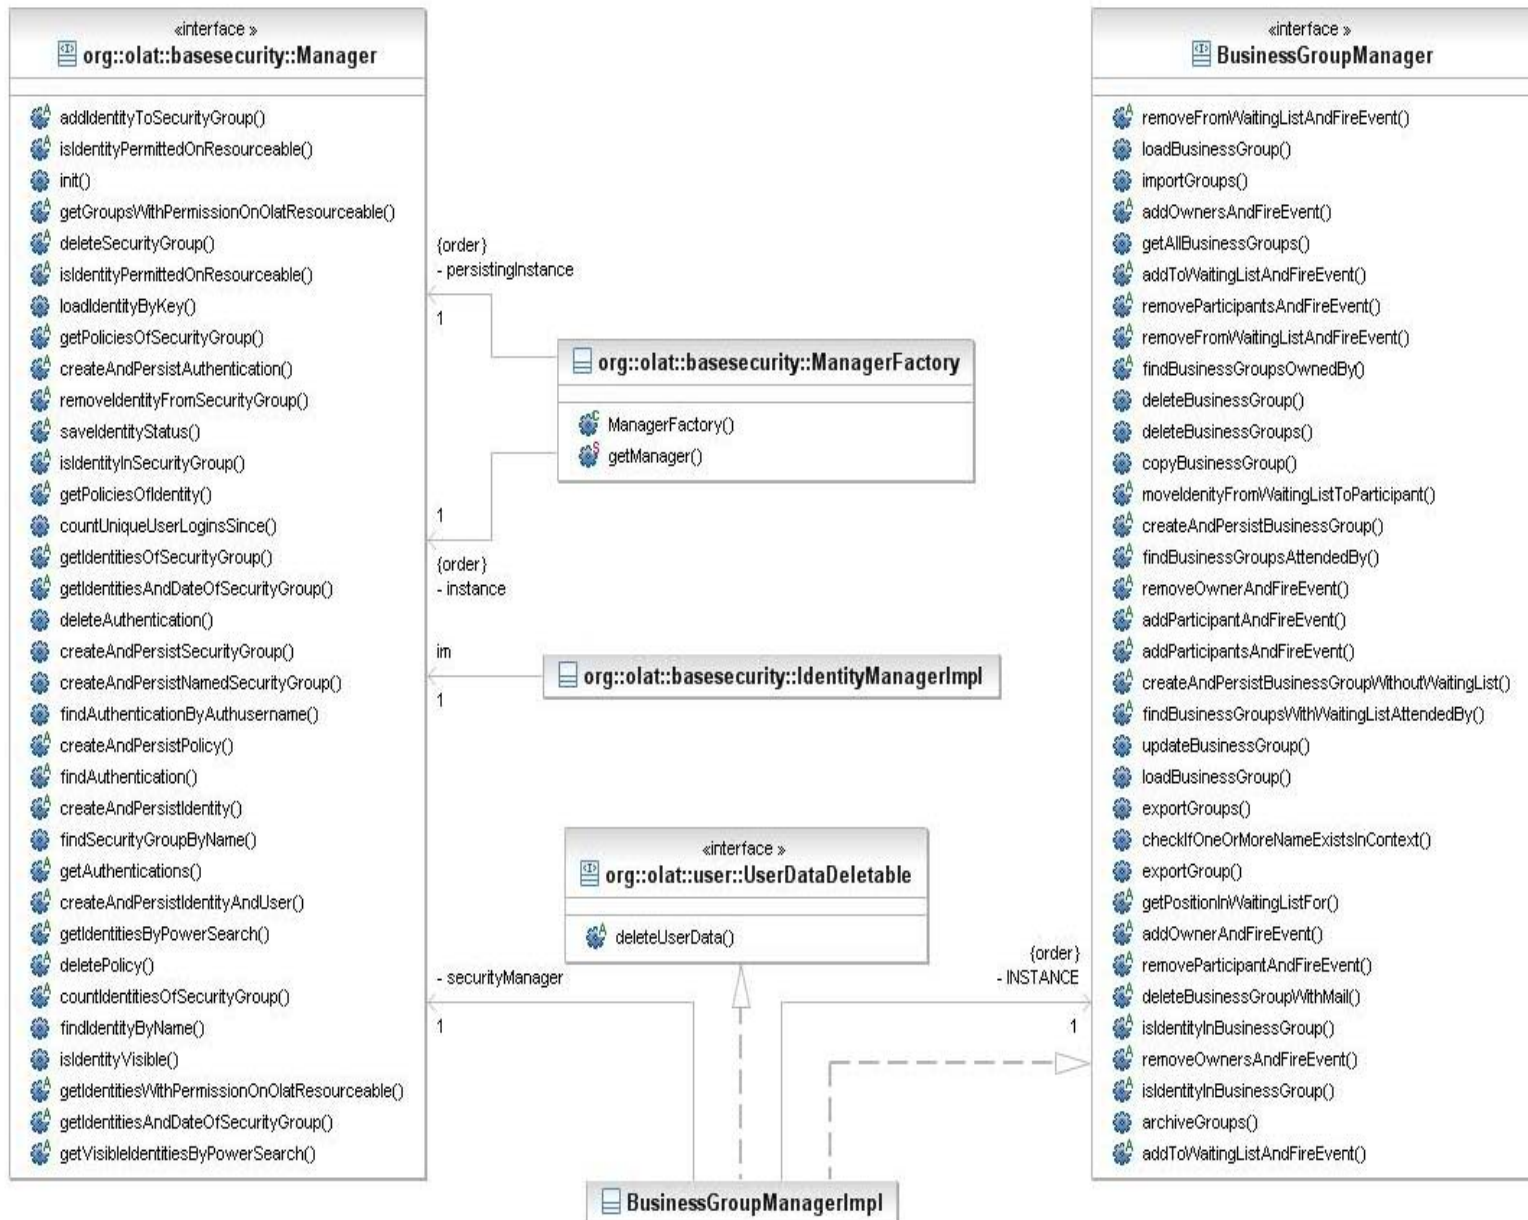 «interface »
org::olat::basesecurity::Manager
addIdentityToSecurityGroup()
isIdentityPermittedOnResourceable()
init()
getGroupsWithPermissionOnOlatResourceable()
deleteSecurityGroup()
isIdentityPermittedOnResourceable()
loadIdentityByKey()
getPoliciesOfSecurityGroup()
createAndPersistAuthentication()
removeIdentityFromSecurityGroup()
saveIdentityStatus()
isIdentityInSecurityGroup()
getPoliciesOfIdentity()
countUniqueUserLoginsSince()
getIdentitiesOfSecurityGroup()
getIdentitiesAndDateOfSecurityGroup()
deleteAuthentication()
createAndPersistSecurityGroup()
createAndPersistNamedSecurityGroup()
findAuthenticationByAuthusername()
createAndPersistPolicy()
findAuthentication()
createAndPersistIdentity()
findSecurityGroupByName()
getAuthentications()
createAndPersistIdentityAndUser()
getIdentitiesByPowerSearch()
deletePolicy()
countIdentitiesOfSecurityGroup()
findIdentityByName()
isIdentityVisible()
getIdentitiesWithPermissionOnOlatResourceable()
getIdentitiesAndDateOfSecurityGroup()
getVisibleIdentitiesByPowerSearch()
{order}
- persistingInstance
1
org::olat::basesecurity::ManagerFactory
ManagerFactory()
getManager()
1
{order}
- instance
im
1
org::olat::basesecurity::IdentityManagerImpl
«interface »
org::olat::user::UserDataDeletable
deleteUserData()
- securityManager
1
{order}
- INSTANCE
1
BusinessGroupManagerImpl
«interface »
BusinessGroupManager
removeFromWaitingListAndFireEvent()
loadBusinessGroup()
importGroups()
addOwnersAndFireEvent()
getAllBusinessGroups()
addToWaitingListAndFireEvent()
removeParticipantsAndFireEvent()
removeFromWaitingListAndFireEvent()
findBusinessGroupsOwnedBy()
deleteBusinessGroup()
deleteBusinessGroups()
copyBusinessGroup()
moveIdenityFromWaitingListToParticipant()
createAndPersistBusinessGroup()
findBusinessGroupsAttendedBy()
removeOwnerAndFireEvent()
addParticipantAndFireEvent()
addParticipantsAndFireEvent()
createAndPersistBusinessGroupWithoutWaitingList()
findBusinessGroupsWithWaitingListAttendedBy()
updateBusinessGroup()
loadBusinessGroup()
exportGroups()
checkIfOneOrMoreNameExistsInContext()
exportGroup()
getPositionInWaitingListFor()
addOwnerAndFireEvent()
removeParticipantAndFireEvent()
deleteBusinessGroupWithMail()
isIdentityInBusinessGroup()
removeOwnersAndFireEvent()
isIdentityInBusinessGroup()
archiveGroups()
addToWaitingListAndFireEvent()